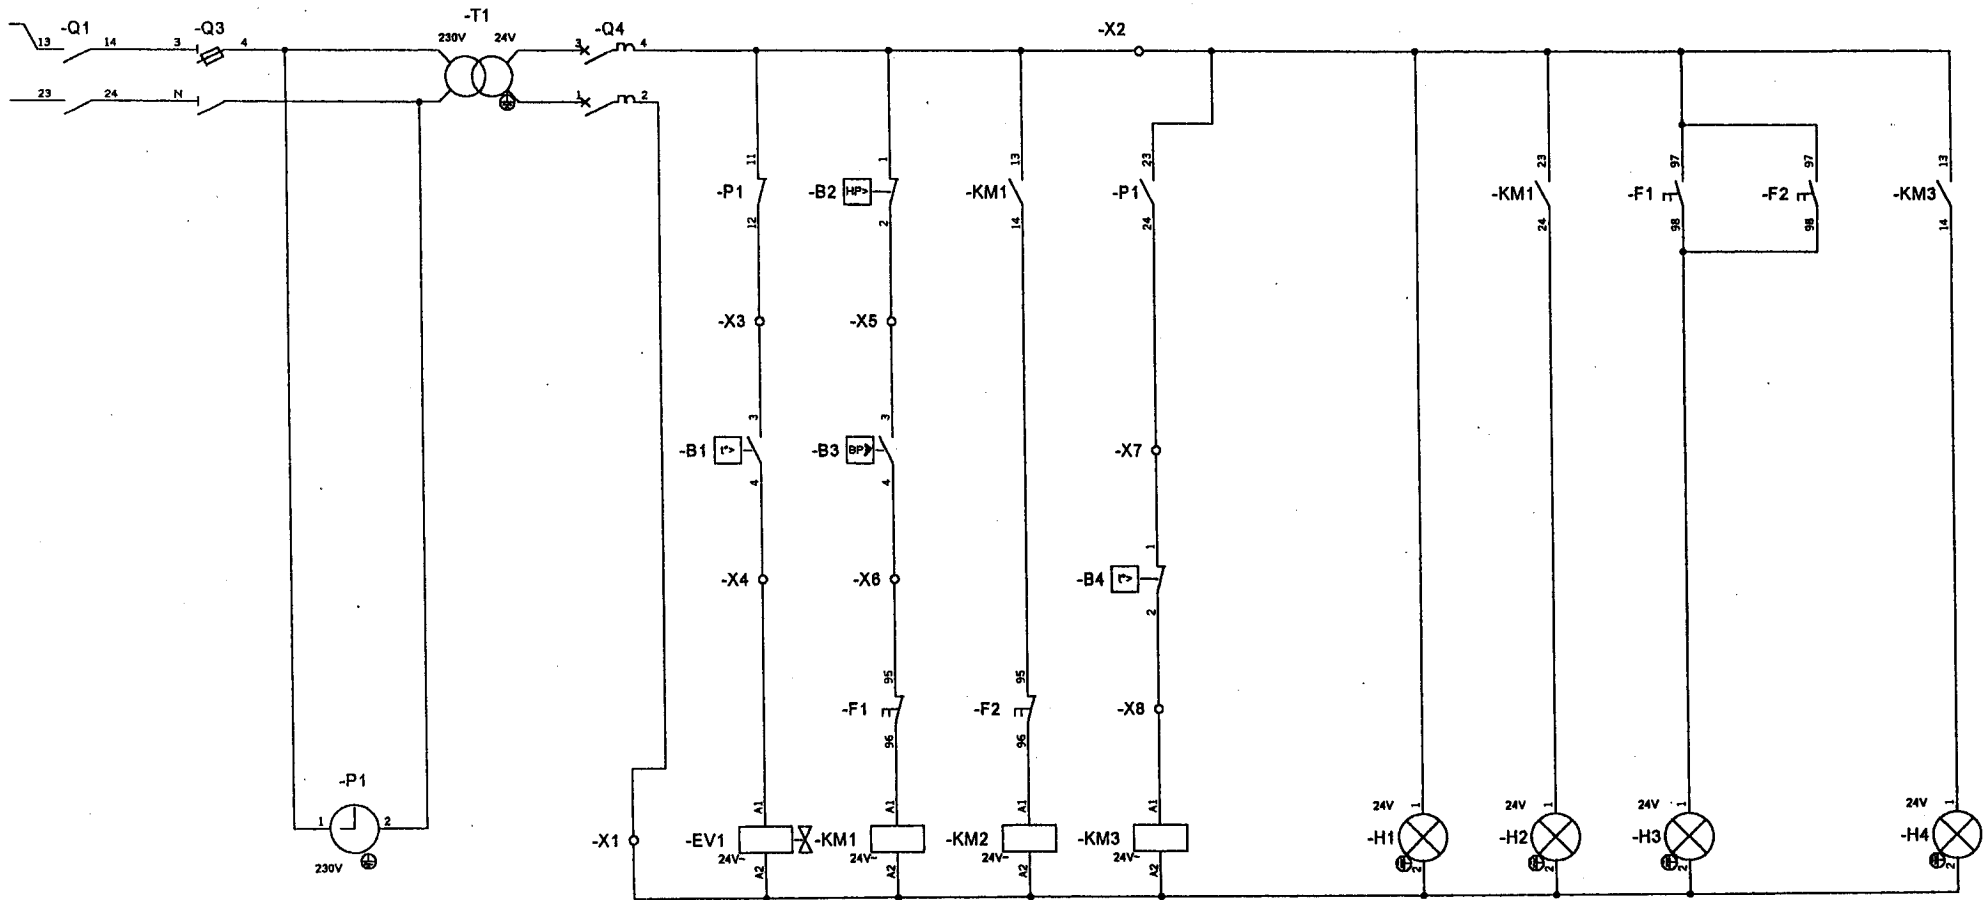 -T1
-Q1 -Q3 230V 24V -Q4 -X2
13 14 3 4 3 4
23 24 N 1 2
11 1 13 23 23 97 97 13
-P1 -B2 HP> -KM1 -P1 -KM1 -F1 -F2 -KM3
12 2 14 24 24 98 98 14
-X3 -X5
3 3
-B1 t°> -B3 BP> -X7
4 4
1
-X4 -X6 -B4 t°>
2
95 95
-F1 -F2 -X8
96 96
-P1
1 2
230V
A1 A1 A1 A1 24V 1 24V 1 24V 1 24V 1
-X1 -EV1 -KM1 -KM2 -KM3 -H1 -H2 -H3 -H4
24V~ 24V~ 24V~ 24V~
A2 A2 A2 A2 2 2 2 2